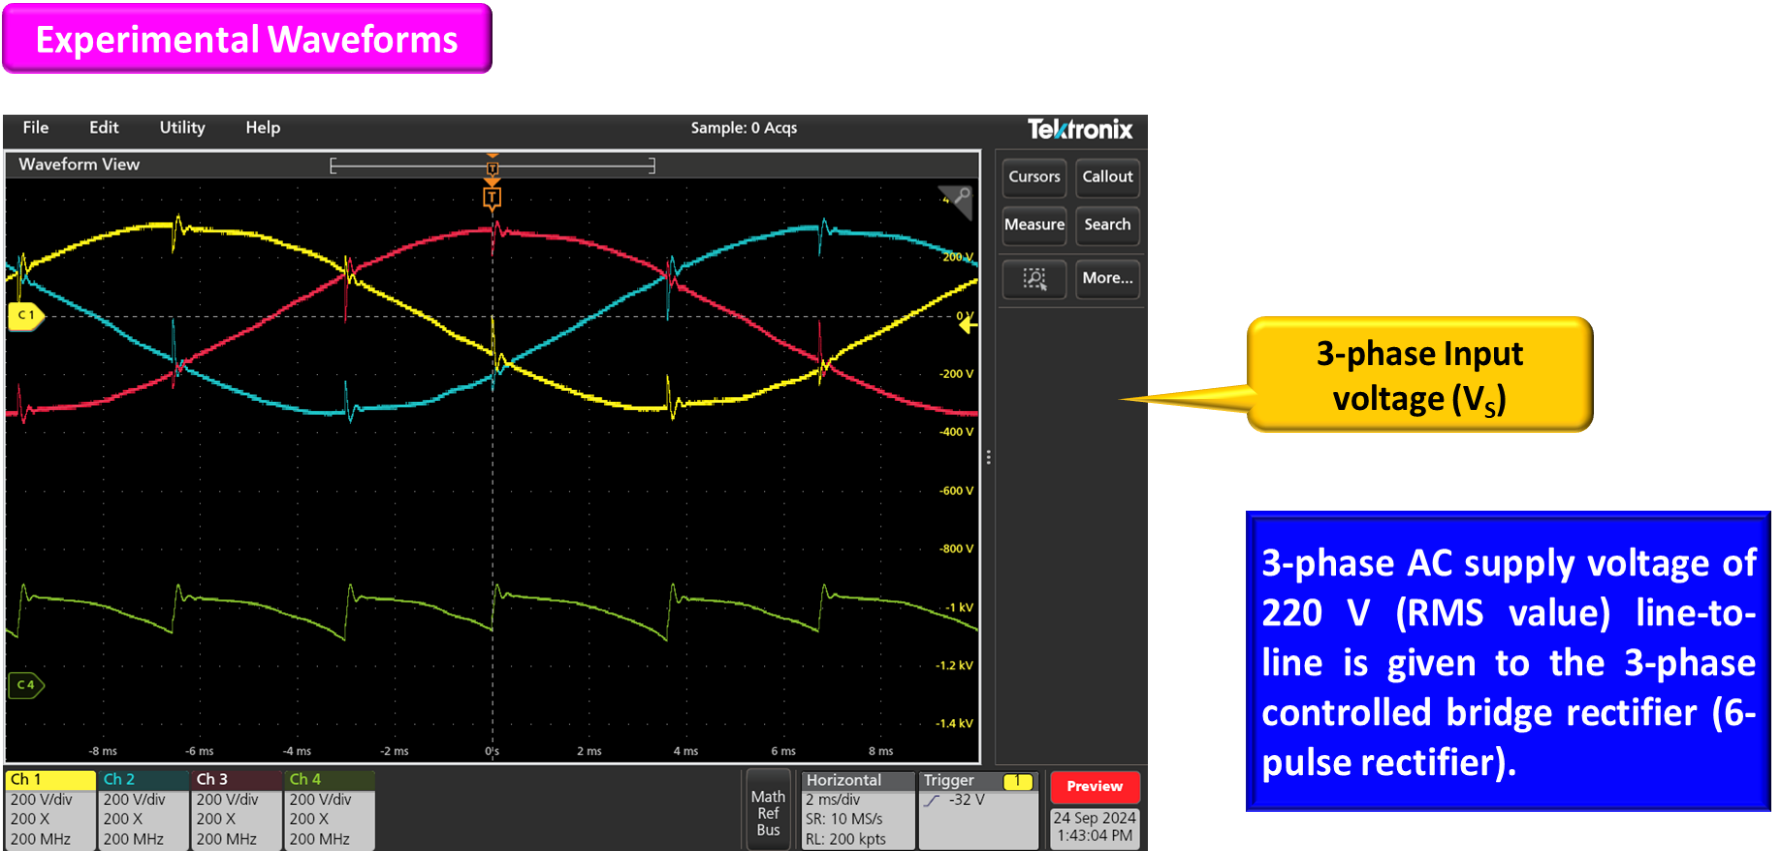 Experimental Waveforms
File Edit Utility Help Sample: 0 Acqs Tektronix
Waveform View
T
T
Cursors Callout
Measure Search
More...
4
200 V
C 1
0 V
-200 V
-400 V
-600 V
-800 V
-1 kV
-1.2 kV
C 4
-1.4 kV
-8 ms -6 ms -4 ms -2 ms 0 s 2 ms 4 ms 6 ms 8 ms
Ch 1 Ch 2 Ch 3 Ch 4
200 V/div 200 V/div 200 V/div 200 V/div
200 X 200 X 200 X 200 X
200 MHz 200 MHz 200 MHz 200 MHz
Math
Ref
Bus
Horizontal
2 ms/div
SR: 10 MS/s
RL: 200 kpts
Trigger 1
-32 V
Preview
24 Sep 2024
1:43:04 PM
3-phase Input
voltage (VS)
3-phase AC supply voltage of
220 V (RMS value) line-to-
line is given to the 3-phase
controlled bridge rectifier (6-
pulse rectifier).